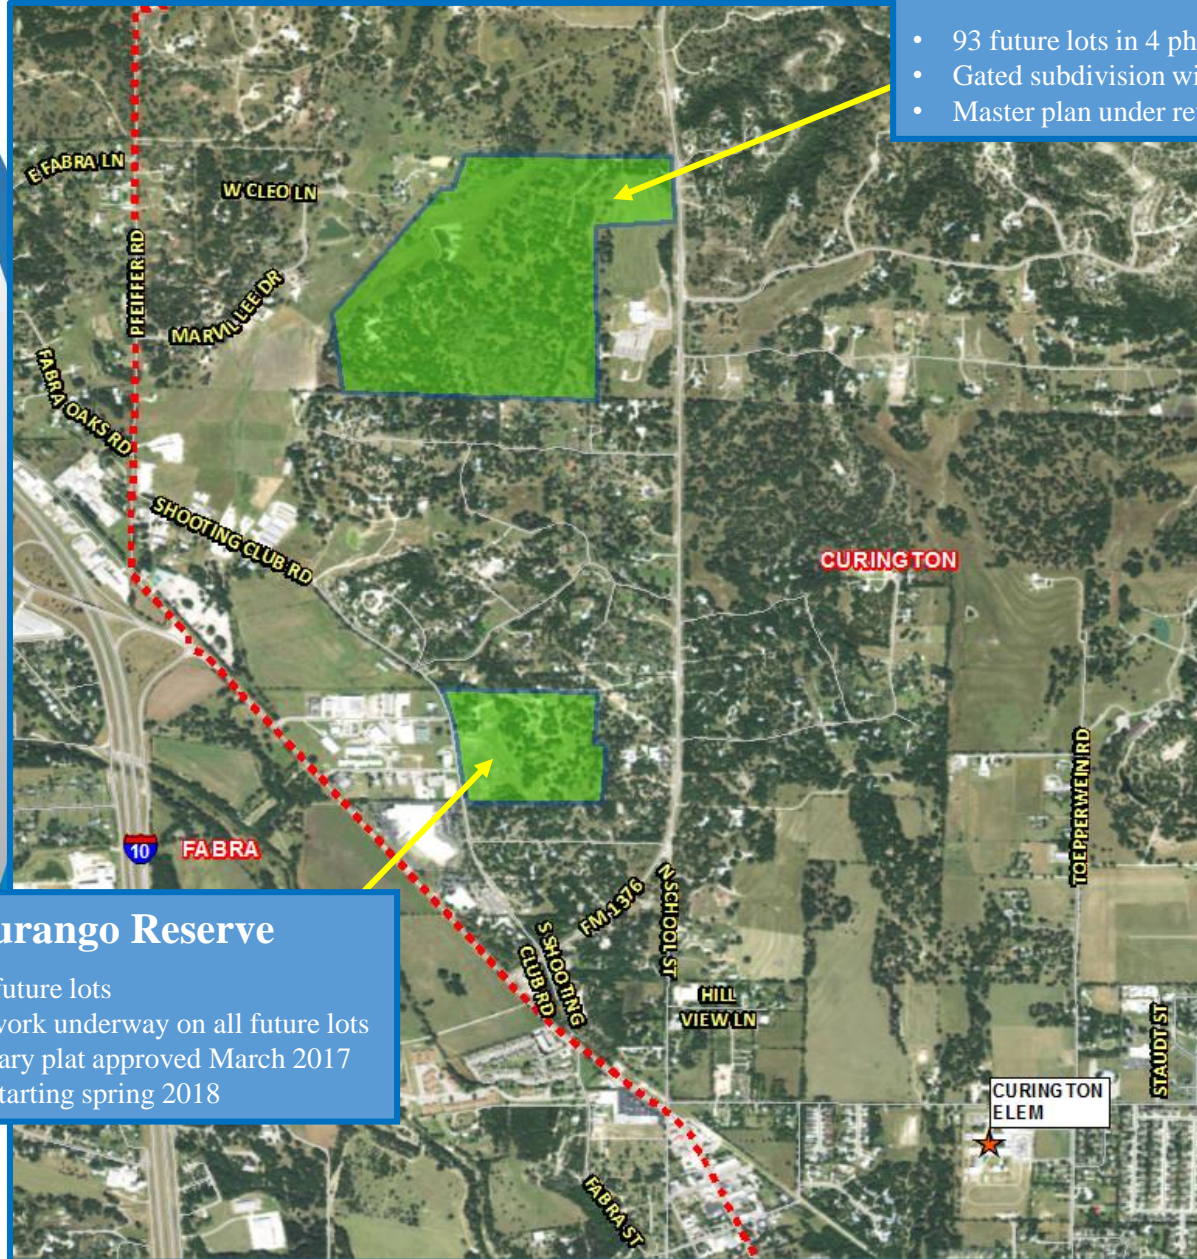 • 93 future lots in 4 ph
• Gated subdivision wi
• Master plan under re
E FABRA LN
W CLEO LN
PFEIFFER RD
MARVIL LEE DR
FABRA OAKS RD
SHOOTING CLUB RD
CURINGTON
TOEPPERWEIN RD
10
FABRA
FM 1376
N SCHOOL ST
S SHOOTING
CLUB RD
HILL
VIEW LN
STAUDT ST
CURINGTON
ELEM
FABRA ST
urango Reserve
future lots
work underway on all future lots
ary plat approved March 2017
tarting spring 2018